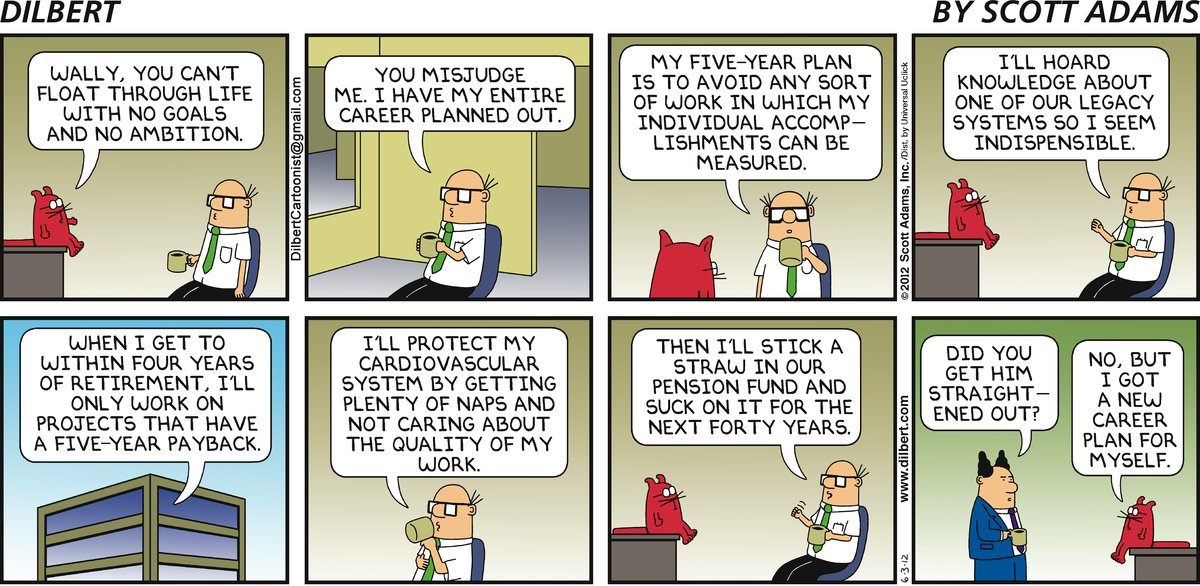 DILBERT
BY SCOTT ADAMS
WALLY, YOU CAN'T
FLOAT THROUGH LIFE
WITH NO GOALS
AND NO AMBITION.
DilbertCartoonist@gmail.com
YOU MISJUDGE
ME. I HAVE MY ENTIRE
CAREER PLANNED OUT.
MY FIVE-YEAR PLAN
IS TO AVOID ANY SORT
OF WORK IN WHICH MY
INDIVIDUAL ACCOMP-
LISHMENTS CAN BE
MEASURED.
©2012 Scott Adams, Inc. /Dist. by Universal Uclick
I'LL HOARD
KNOWLEDGE ABOUT
ONE OF OUR LEGACY
SYSTEMS SO I SEEM
INDISPENSIBLE.
WHEN I GET TO
WITHIN FOUR YEARS
OF RETIREMENT, I'LL
ONLY WORK ON
PROJECTS THAT HAVE
A FIVE-YEAR PAYBACK.
I'LL PROTECT MY
CARDIOVASCULAR
SYSTEM BY GETTING
PLENTY OF NAPS AND
NOT CARING ABOUT
THE QUALITY OF MY
WORK.
THEN I'LL STICK A
STRAW IN OUR
PENSION FUND AND
SUCK ON IT FOR THE
NEXT FORTY YEARS.
6-3-12 www.dilbert.com
DID YOU
GET HIM
STRAIGHT-
ENED OUT?
NO, BUT
I GOT
A NEW
CAREER
PLAN FOR
MYSELF.